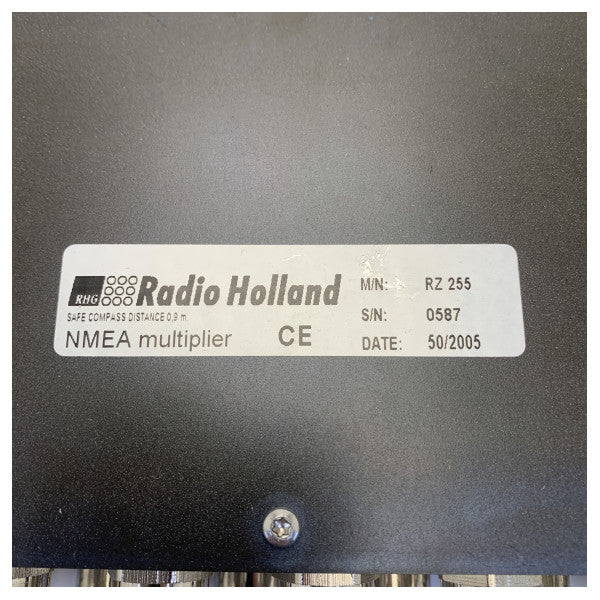 RHG Radio Holland
SAFE COMPASS DISTANCE 0,9 m.
NMEA multiplier CE
M/N: RZ 255
S/N: 0587
DATE: 50/2005